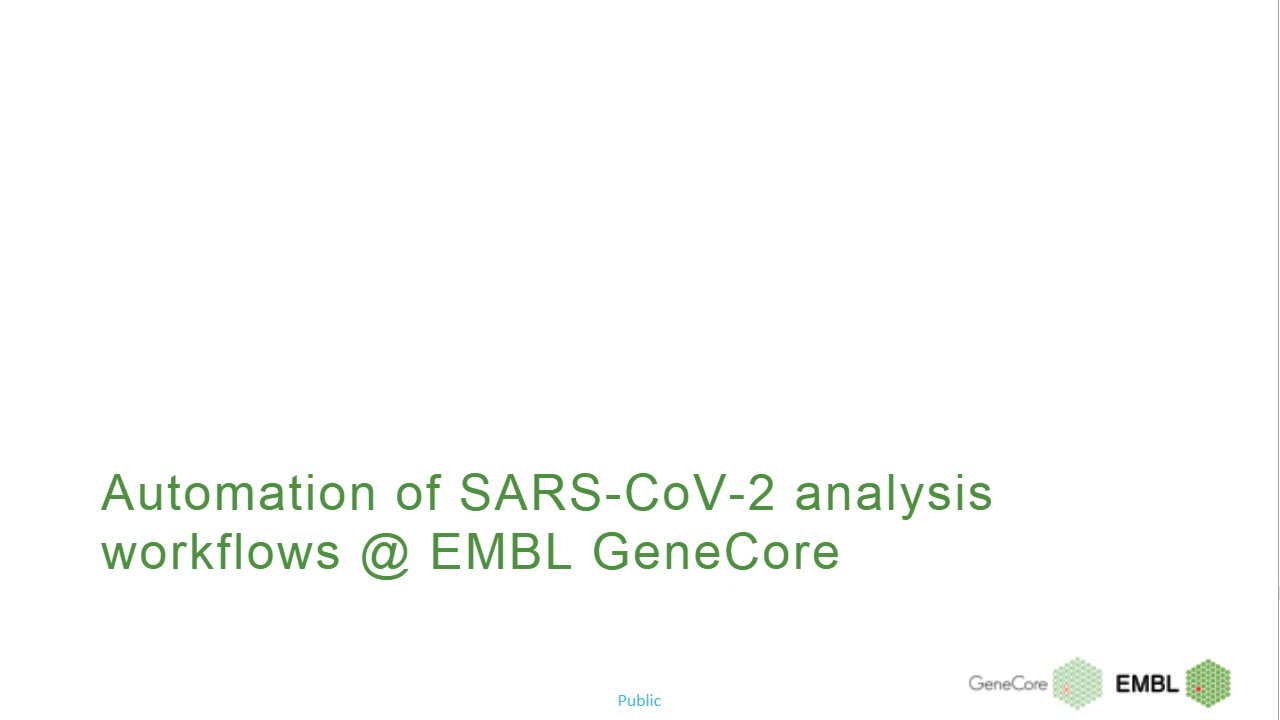 Automation of SARS-CoV-2 analysis
workflows @ EMBL GeneCore
GeneCore EMBL
Public